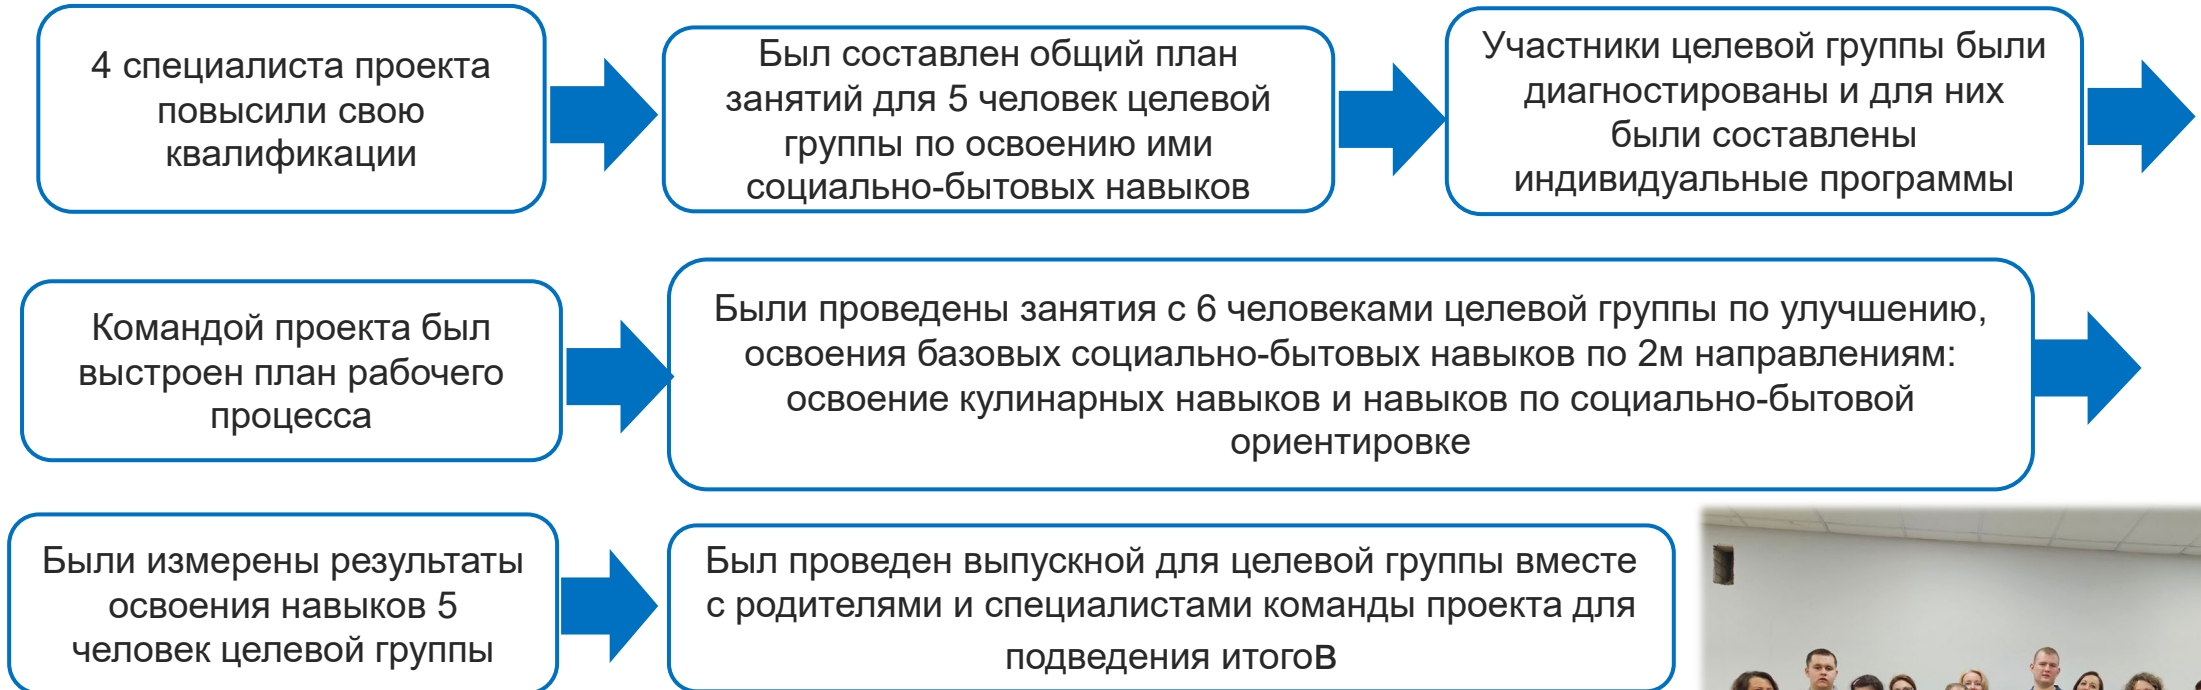 4 специалиста проекта
повысили свою
квалификации
Был составлен общий план
занятий для 5 человек целевой
группы по освоению ими
социально-бытовых навыков
Участники целевой группы были
диагностированы и для них
были составлены
индивидуальные программы
Командой проекта был
выстроен план рабочего
процесса
Были проведены занятия с 6 человеками целевой группы по улучшению,
освоения базовых социально-бытовых навыков по 2м направлениям:
освоение кулинарных навыков и навыков по социально-бытовой
ориентировке
Были измерены результаты
освоения навыков 5
человек целевой группы
Был проведен выпускной для целевой группы вместе
с родителями и специалистами команды проекта для
подведения итогов